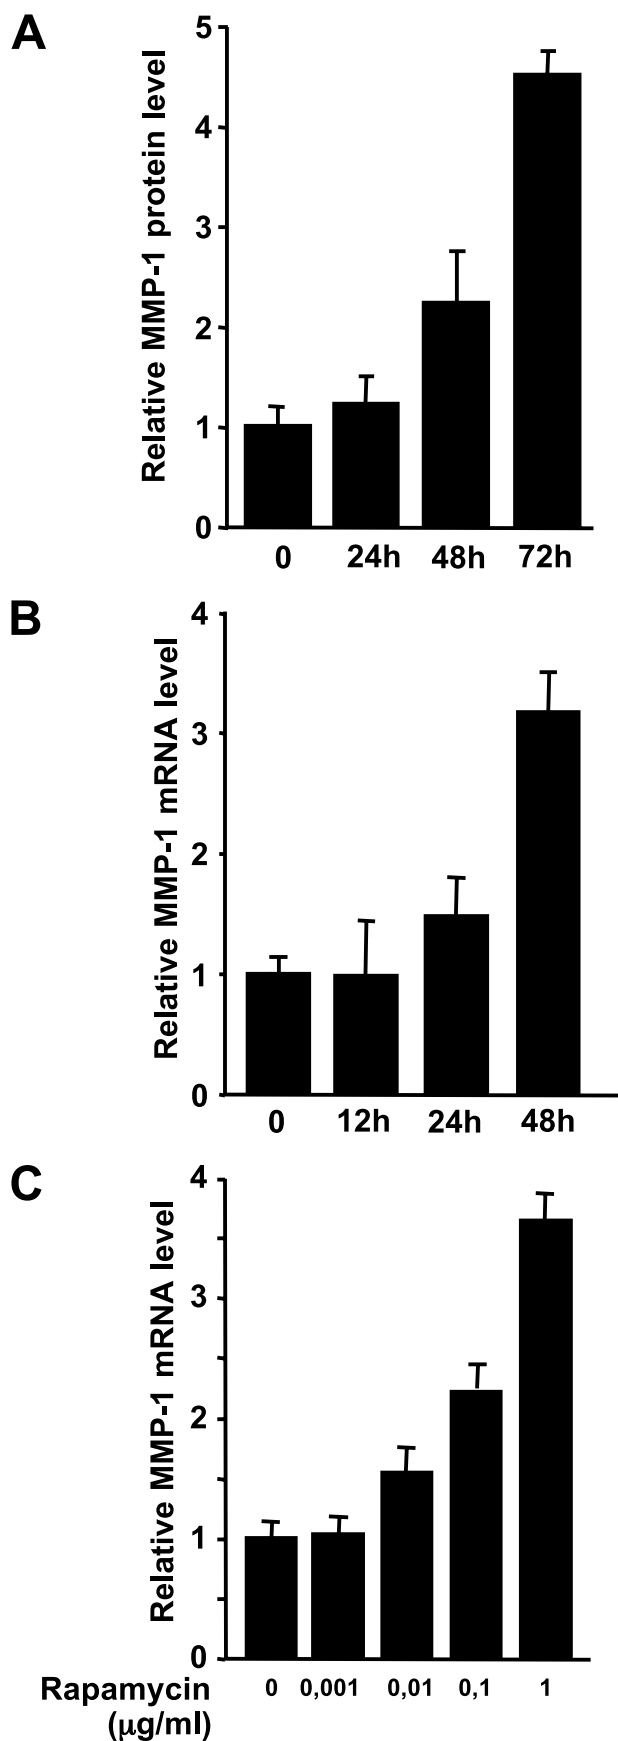 A
Relative MMP-1 protein level
5
4
3
2
1
0
0 24h 48h 72h
B
Relative MMP-1 mRNA level
4
3
2
1
0
0 12h 24h 48h
C
Relative MMP-1 mRNA level
4
3
2
1
0
Rapamycin 0 0,001 0,01 0,1 1
(μg/ml)